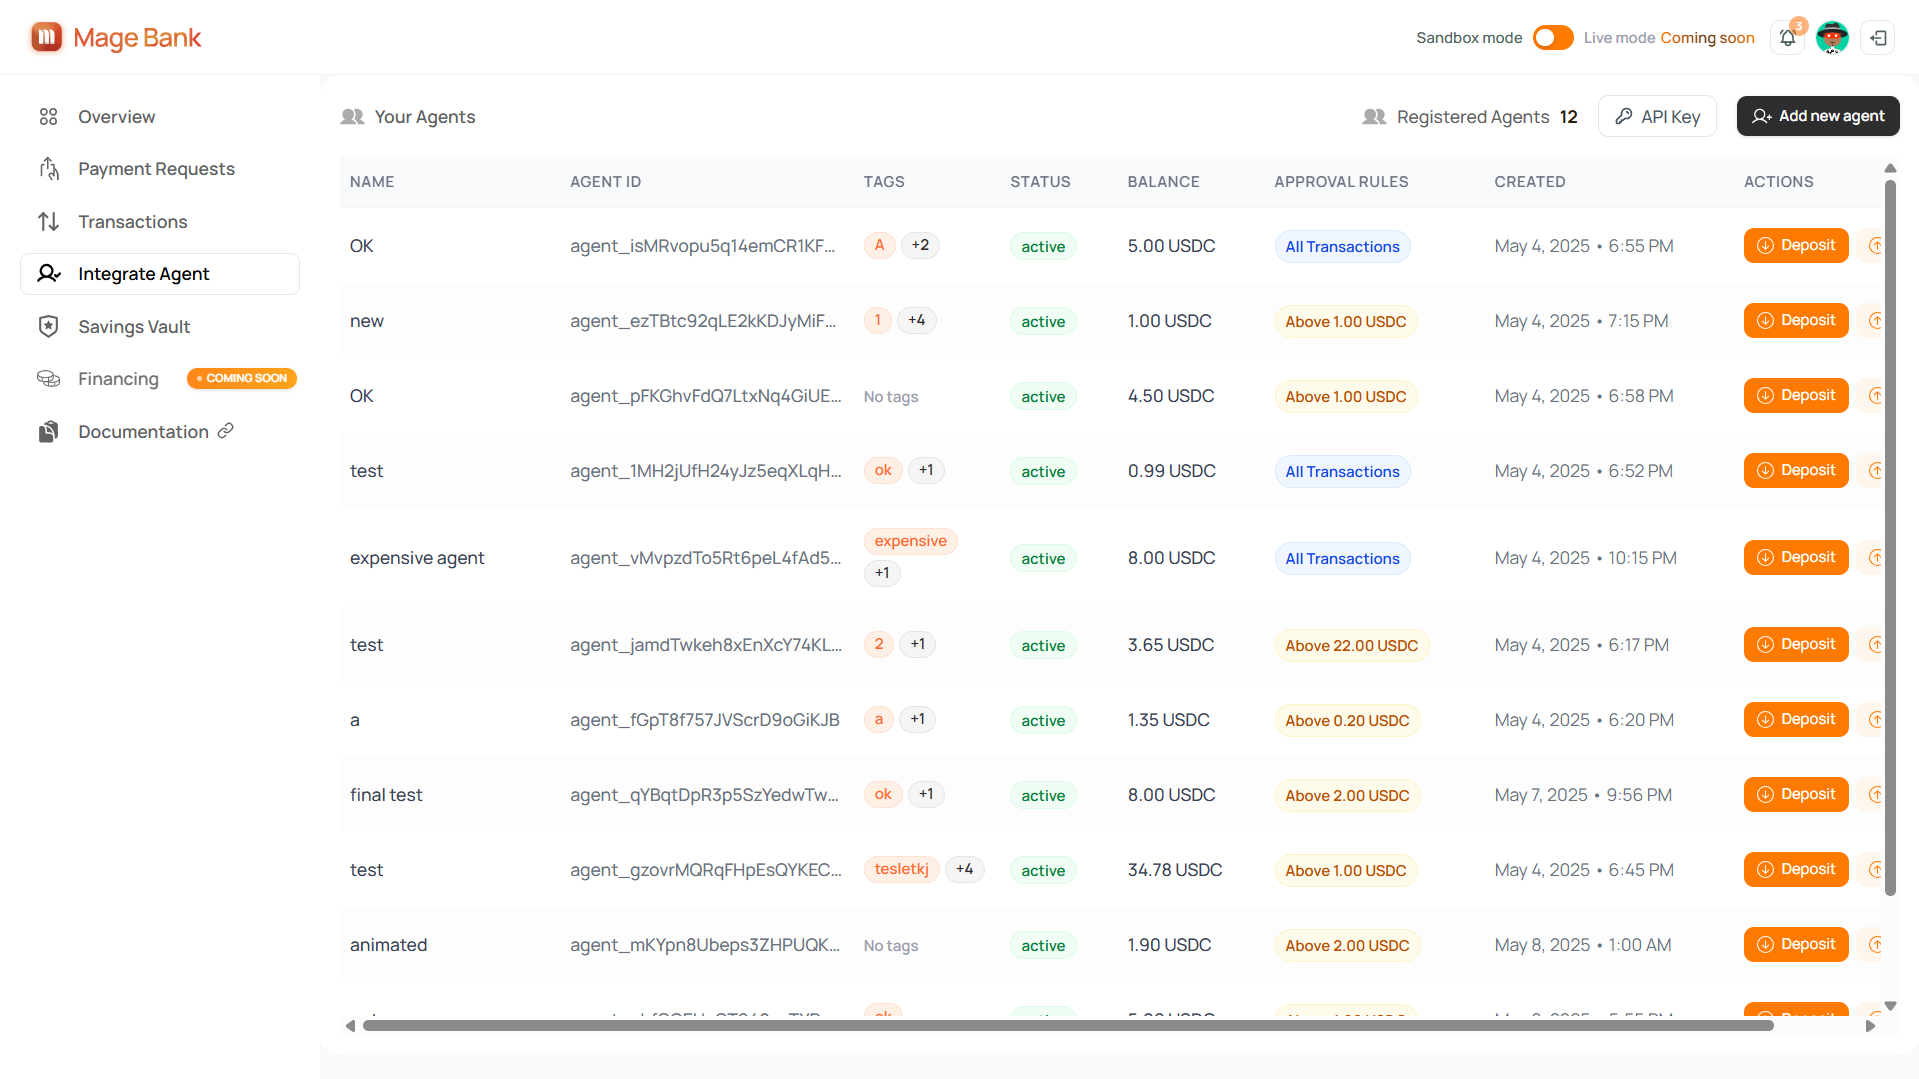 Mage Bank
Sandbox mode Live mode Coming soon 3
Overview
Payment Requests
Transactions
Integrate Agent
Savings Vault
Financing COMING SOON
Documentation
Your Agents Registered Agents 12 API Key Add new agent
NAME AGENT ID TAGS STATUS BALANCE APPROVAL RULES CREATED ACTIONS
OK agent_isMRvopu5q14emCR1KF... A +2 active 5.00 USDC All Transactions May 4, 2025 • 6:55 PM Deposit
new agent_ezTBtc92qLE2kKDJyMiF... 1 +4 active 1.00 USDC Above 1.00 USDC May 4, 2025 • 7:15 PM Deposit
OK agent_pFKGhvFdQ7LtxNq4GiUE... No tags active 4.50 USDC Above 1.00 USDC May 4, 2025 • 6:58 PM Deposit
test agent_1MH2jUfH24yJz5eqXLqH... ok +1 active 0.99 USDC All Transactions May 4, 2025 • 6:52 PM Deposit
expensive agent agent_vMvpzdTo5Rt6peL4fAd5... expensive +1 active 8.00 USDC All Transactions May 4, 2025 • 10:15 PM Deposit
test agent_jamdTwkeh8xEnXcY74KL... 2 +1 active 3.65 USDC Above 22.00 USDC May 4, 2025 • 6:17 PM Deposit
a agent_fGpT8f757JVScrD9oGiKJB a +1 active 1.35 USDC Above 0.20 USDC May 4, 2025 • 6:20 PM Deposit
final test agent_qYBqtDpR3p5SzYedwTw... ok +1 active 8.00 USDC Above 2.00 USDC May 7, 2025 • 9:56 PM Deposit
test agent_gzovrMQRqFHpEsQYKEC... tesletkj +4 active 34.78 USDC Above 1.00 USDC May 4, 2025 • 6:45 PM Deposit
animated agent_mKYpn8Ubeps3ZHPUQK... No tags active 1.90 USDC Above 2.00 USDC May 8, 2025 • 1:00 AM Deposit